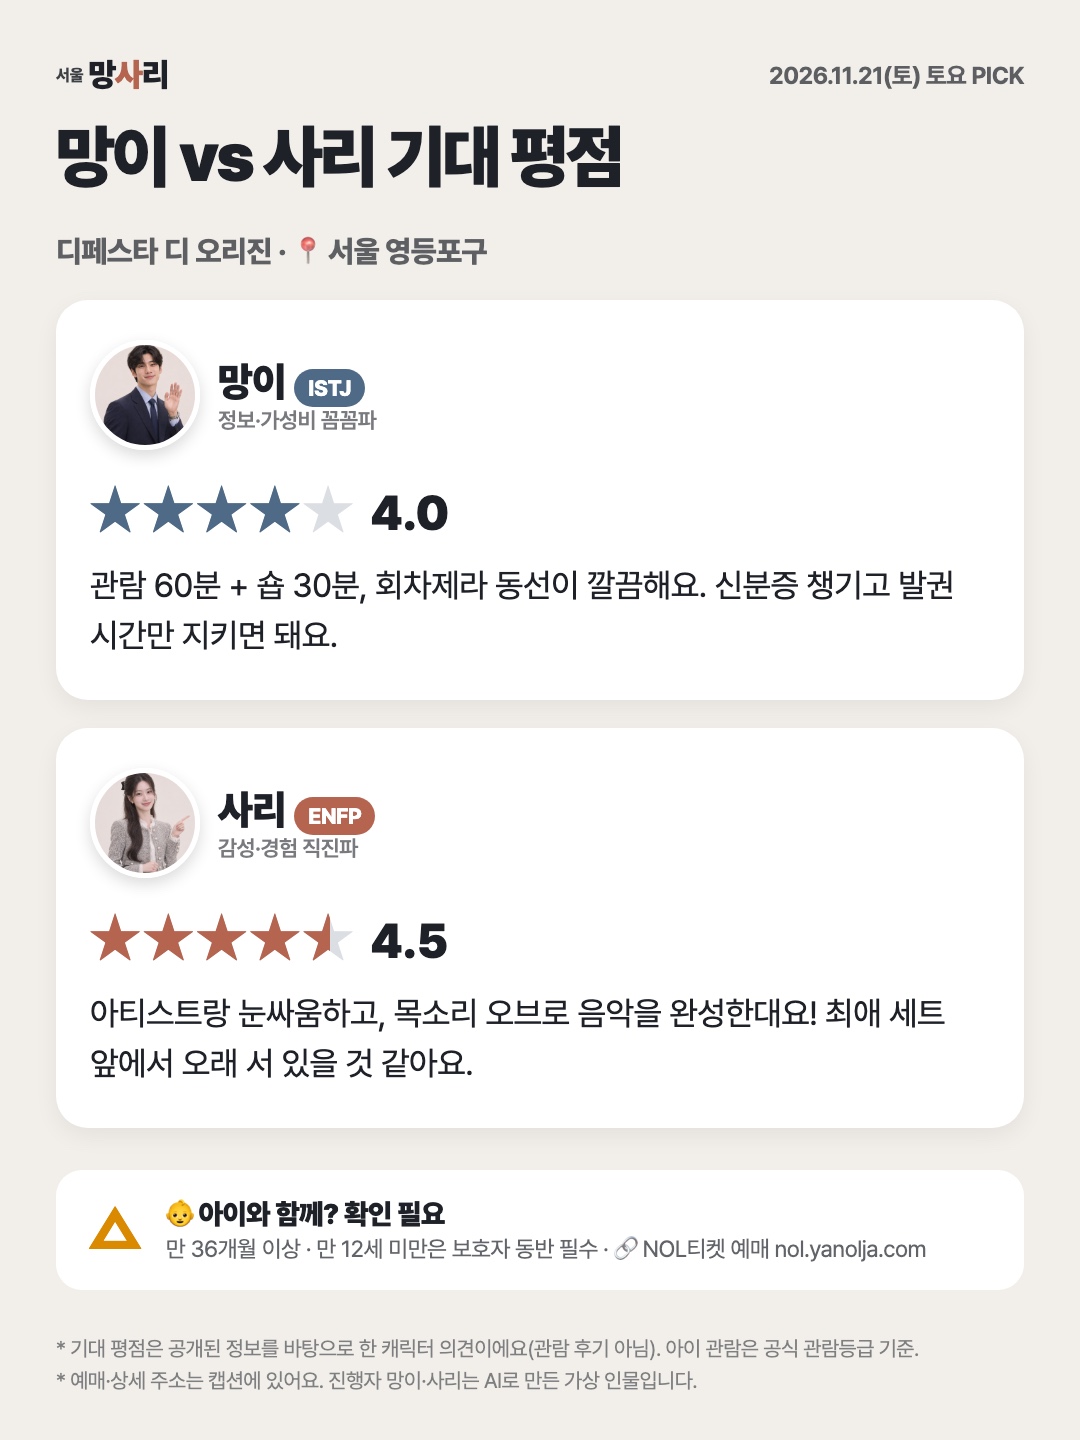 서울 망사리
2026.11.21(토) 토요 PICK
망이 vs 사리 기대 평점
디페스타 디 오리진 · 📍 서울 영등포구
망이 ISTJ
정보·가성비 꼼꼼파
4.0
관람 60분 + 숍 30분, 회차제라 동선이 깔끔해요. 신분증 챙기고 발권
시간만 지키면 돼요.
사리 ENFP
감성·경험 직진파
4.5
아티스트랑 눈싸움하고, 목소리 오브로 음악을 완성한대요! 최애 세트
앞에서 오래 서 있을 것 같아요.
👶 아이와 함께? 확인 필요
만 36개월 이상 · 만 12세 미만은 보호자 동반 필수 · 🔗 NOL티켓 예매 nol.yanolja.com
* 기대 평점은 공개된 정보를 바탕으로 한 캐릭터 의견이에요(관람 후기 아님). 아이 관람은 공식 관람등급 기준.
* 예매·상세 주소는 캡션에 있어요. 진행자 망이·사리는 AI로 만든 가상 인물입니다.